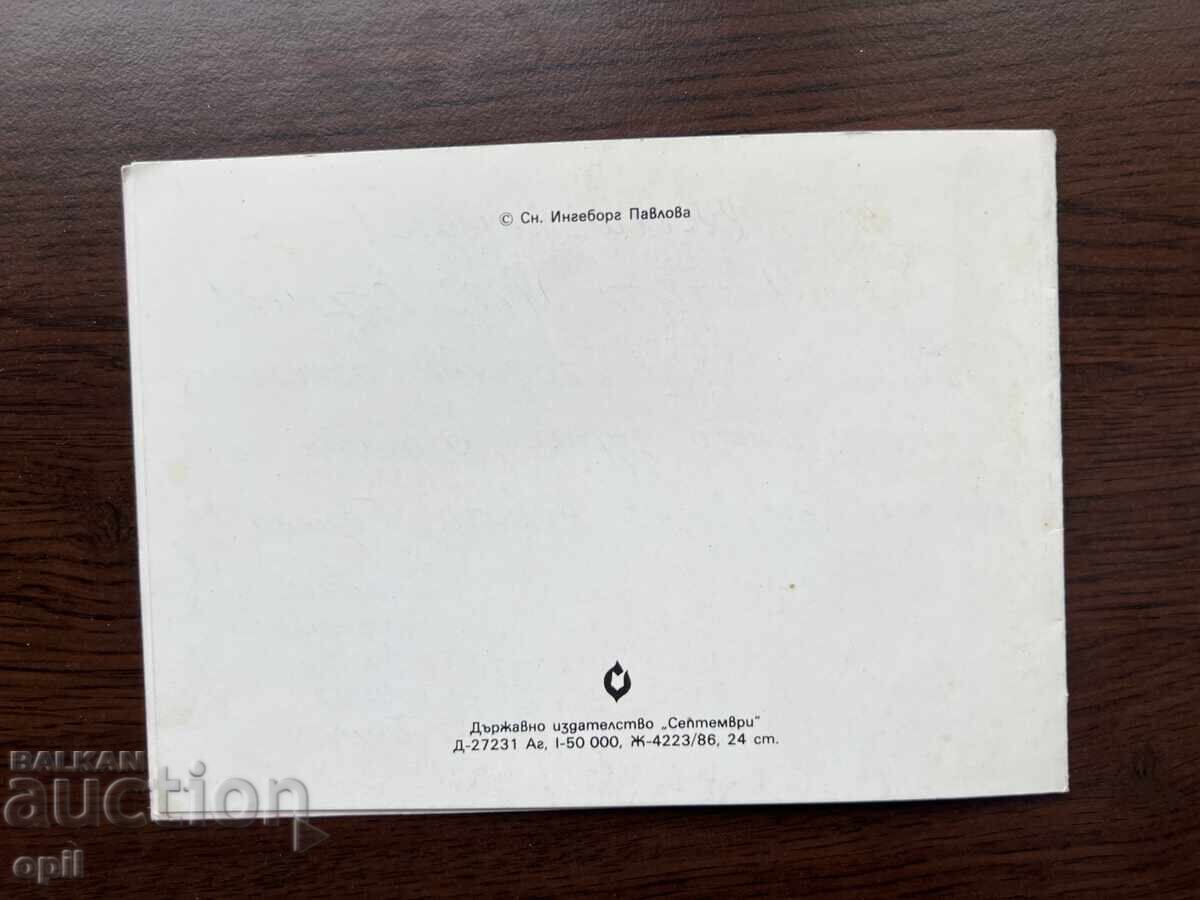 © Сн. Ингеборг Павлова
Държавно издателство „Септември“
Д-27231 Аг, I-50 000, Ж-4223/86, 24 ст.
BALKAN
auction
opil